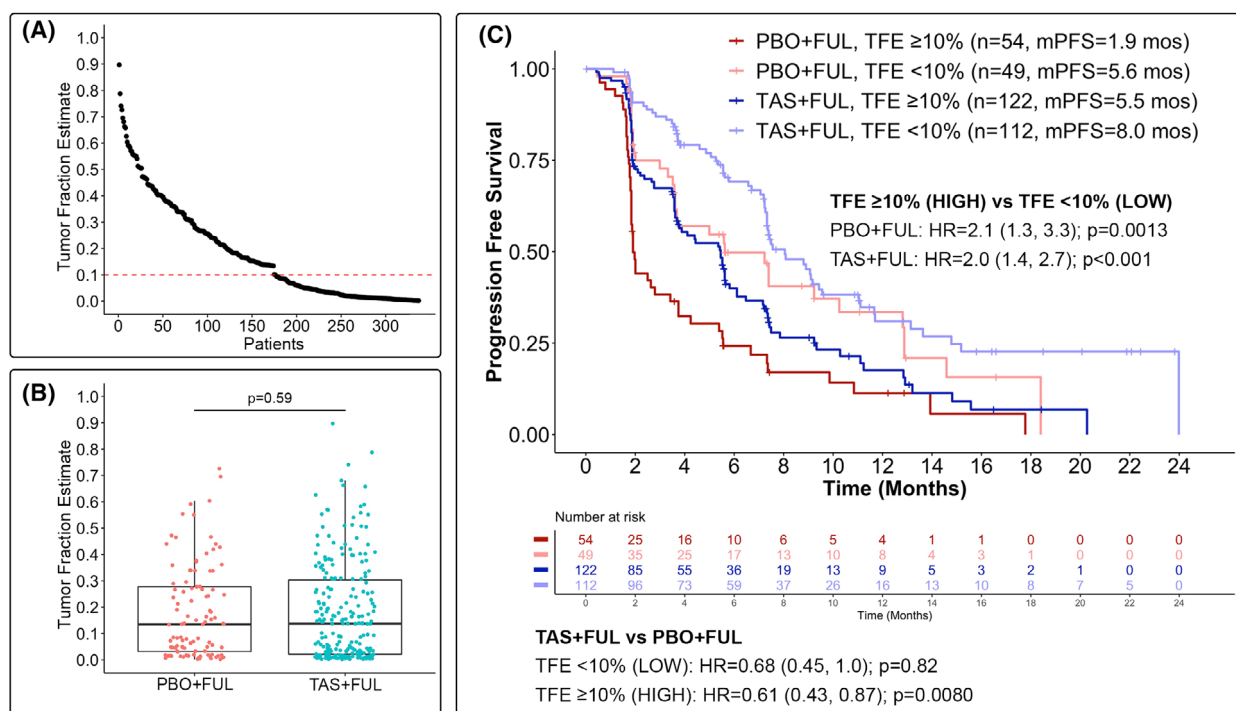 (A)
1.0
0.9
0.8
0.7
0.6
0.5
0.4
0.3
0.2
0.1
0.0
Tumor Fraction Estimate
0 50 100 150 200 250 300
Patients
(B)
p=0.59
1.0
0.9
0.8
0.7
0.6
0.5
0.4
0.3
0.2
0.1
0.0
Tumor Fraction Estimate
PBO+FUL TAS+FUL
(C)
PBO+FUL, TFE ≥10% (n=54, mPFS=1.9 mos)
PBO+FUL, TFE <10% (n=49, mPFS=5.6 mos)
TAS+FUL, TFE ≥10% (n=122, mPFS=5.5 mos)
TAS+FUL, TFE <10% (n=112, mPFS=8.0 mos)
1.00
0.75
0.50
0.25
0.00
Progression Free Survival
TFE ≥10% (HIGH) vs TFE <10% (LOW)
PBO+FUL: HR=2.1 (1.3, 3.3); p=0.0013
TAS+FUL: HR=2.0 (1.4, 2.7); p<0.001
0 2 4 6 8 10 12 14 16 18 20 22 24
Time (Months)
Number at risk
54 25 16 10 6 5 4 1 1 0 0 0 0
49 35 25 17 13 10 8 4 3 1 0 0 0
122 85 55 36 19 13 9 5 3 2 1 0 0
112 96 73 59 37 26 16 13 10 8 7 5 0
0 2 4 6 8 10 12 14 16 18 20 22 24
Time (Months)
TAS+FUL vs PBO+FUL
TFE <10% (LOW): HR=0.68 (0.45, 1.0); p=0.82
TFE ≥10% (HIGH): HR=0.61 (0.43, 0.87); p=0.0080